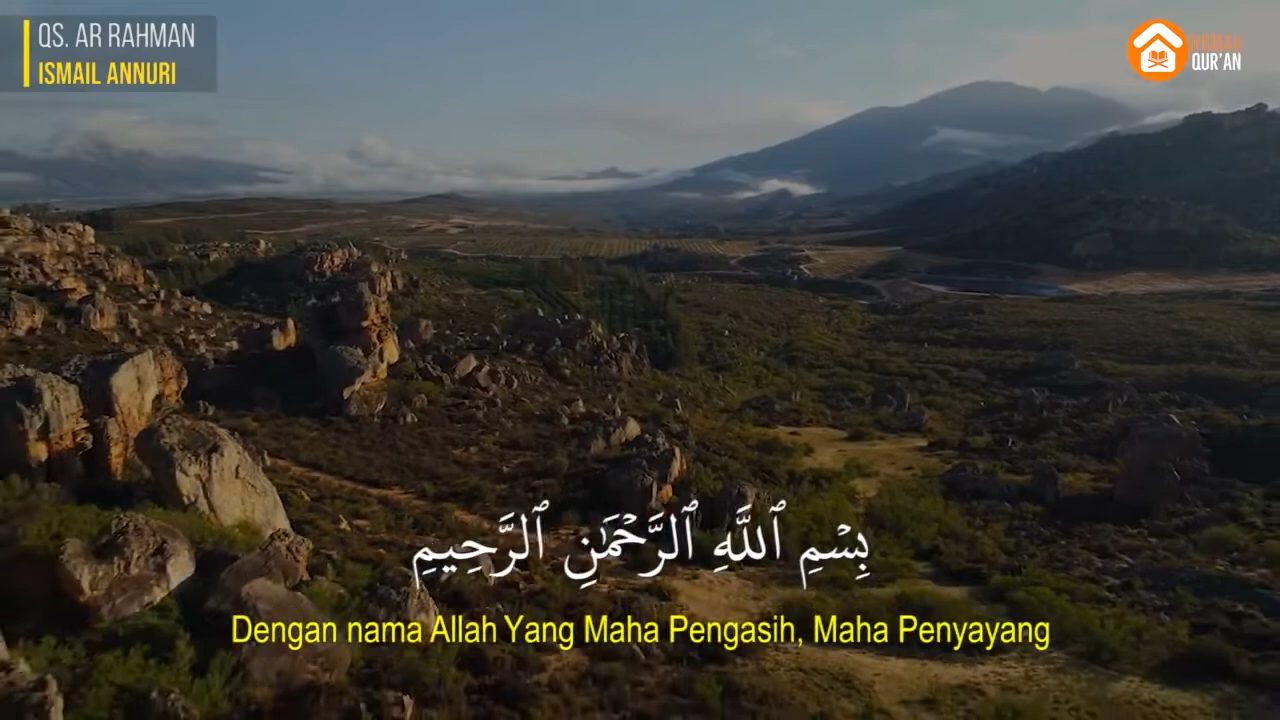 QS. AR RAHMAN
ISMAIL ANNURI
RUMAH
QUR'AN
بِسْمِ ٱللَّهِ ٱلرَّحْمَٰنِ ٱلرَّحِيمِ
Dengan nama Allah Yang Maha Pengasih, Maha Penyayang